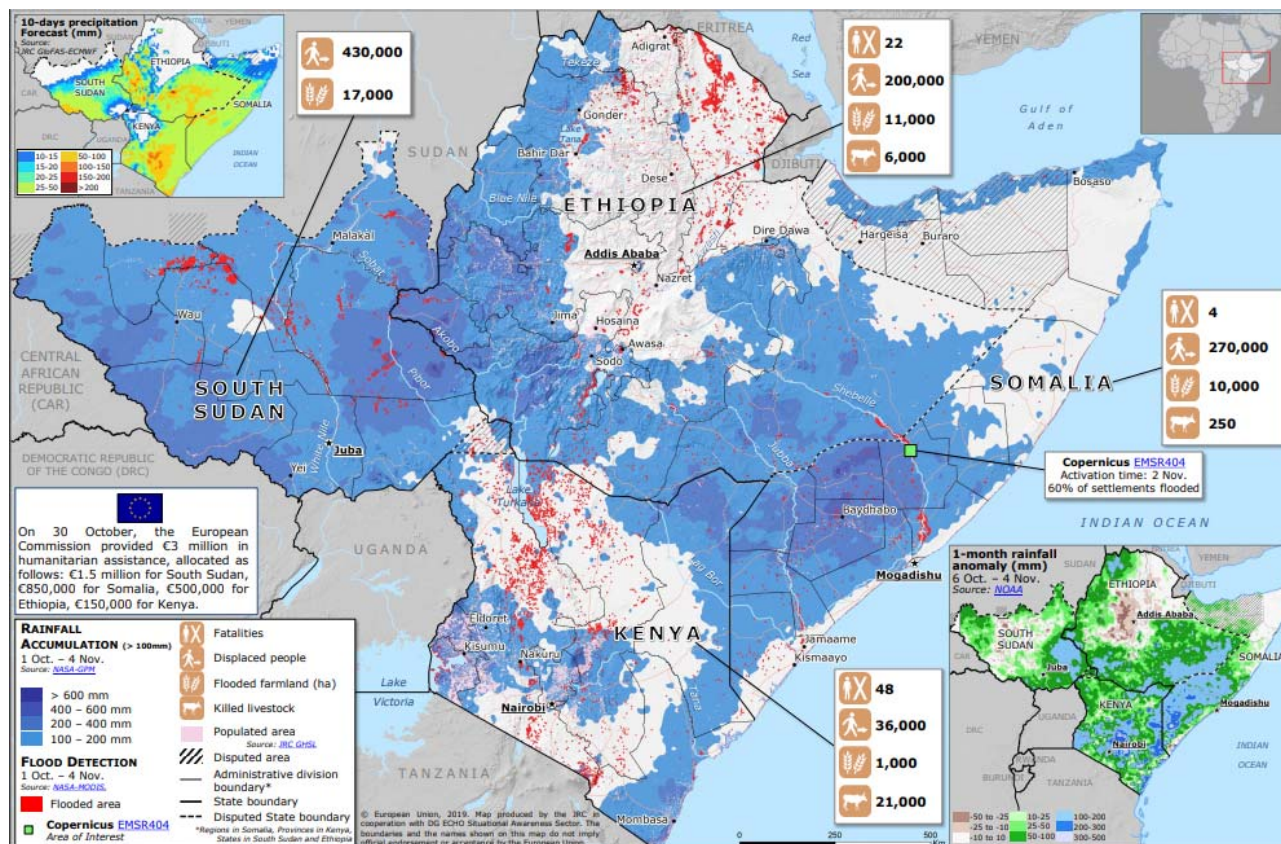 10-days precipitation
Forecast (mm)
Source:
JRC GloFAS-ECMWF
SUDAN
ERITREA
YEMEN
DJIBUTI
ETHIOPIA
SOUTH
SUDAN
CAR
SOMALIA
DRC
UGANDA
KENYA
INDIAN
OCEAN
TANZANIA
10-15
15-20
20-25
25-50
50-100
100-150
150-200
>200
430,000
17,000
22
200,000
11,000
6,000
ERITREA
Red
Sea
YEMEN
Gulf of
Aden
DJIBUTI
SUDAN
Adigrat
Tekeze
Gonder
Lake
Tana
Bahir Dar
Dese
Blue Nile
ETHIOPIA
Addis Ababa
Nazret
Dire Dawa
Hargeisa
Buraro
Bosaso
Malakal
Sobat
Wau
Jima
Hosaina
Awasa
Sodo
Akobo
Pibor
CENTRAL
AFRICAN
REPUBLIC
(CAR)
SOUTH
SUDAN
White Nile
Juba
Yei
DEMOCRATIC REPUBLIC
OF THE CONGO (DRC)
Shebelle
Jubba
SOMALIA
4
270,000
10,000
250
Copernicus EMSR404
Activation time: 2 Nov.
60% of settlements flooded
Baydhabo
Mogadishu
INDIAN OCEAN
Lake
Turkana
UGANDA
Lag Bor
Eldoret
Kisumu
Nakuru
KENYA
Nairobi
Tana
Jamaame
Kismaayo
Lake
Victoria
TANZANIA
Mombasa
48
36,000
1,000
21,000
On 30 October, the European
Commission provided €3 million in
humanitarian assistance, allocated as
follows: €1.5 million for South Sudan,
€850,000 for Somalia, €500,000 for
Ethiopia, €150,000 for Kenya.
RAINFALL
ACCUMULATION (> 100mm)
1 Oct. – 4 Nov.
Source: NASA-GPM
> 600 mm
400 – 600 mm
200 – 400 mm
100 – 200 mm
FLOOD DETECTION
1 Oct. – 4 Nov.
Source: NASA-MODIS.
Flooded area
Copernicus EMSR404
Area of Interest
Fatalities
Displaced people
Flooded farmland (ha)
Killed livestock
Populated area
Source: JRC GHSL
Disputed area
Administrative division
boundary*
State boundary
Disputed State boundary
*Regions in Somalia, Provinces in Kenya,
States in South Sudan and Ethiopia
© European Union, 2019. Map produced by the JRC in
cooperation with DG ECHO Situational Awareness Sector. The
boundaries and the names shown on this map do not imply
official endorsement or acceptance by the European Union.
0
250
500
Km
1-month rainfall
anomaly (mm)
6 Oct. – 4 Nov.
Source: NOAA
SUDAN
YEMEN
DJIBUTI
ETHIOPIA
Addis Ababa
SOUTH
SUDAN
CAR
Juba
SOMALIA
KENYA
Mogadishu
UGANDA
DRC
Nairobi
RWANDA
BURUNDI
TANZANIA
INDIAN
OCEAN
-50 to -25
-25 to -10
-10 to 10
10-25
25-50
50-100
100-200
200-300
300-500